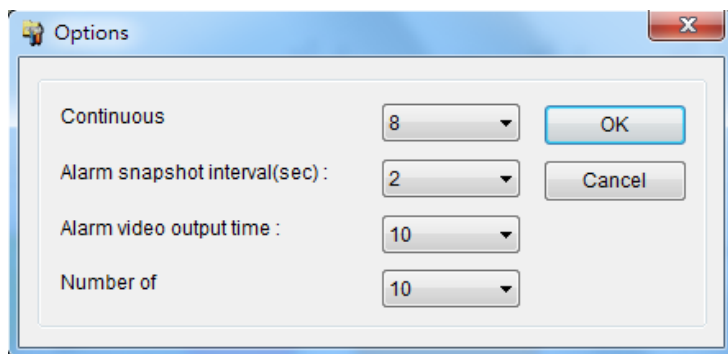 Options
Continuous 8 OK
Alarm snapshot interval(sec) : 2 Cancel
Alarm video output time : 10
Number of 10